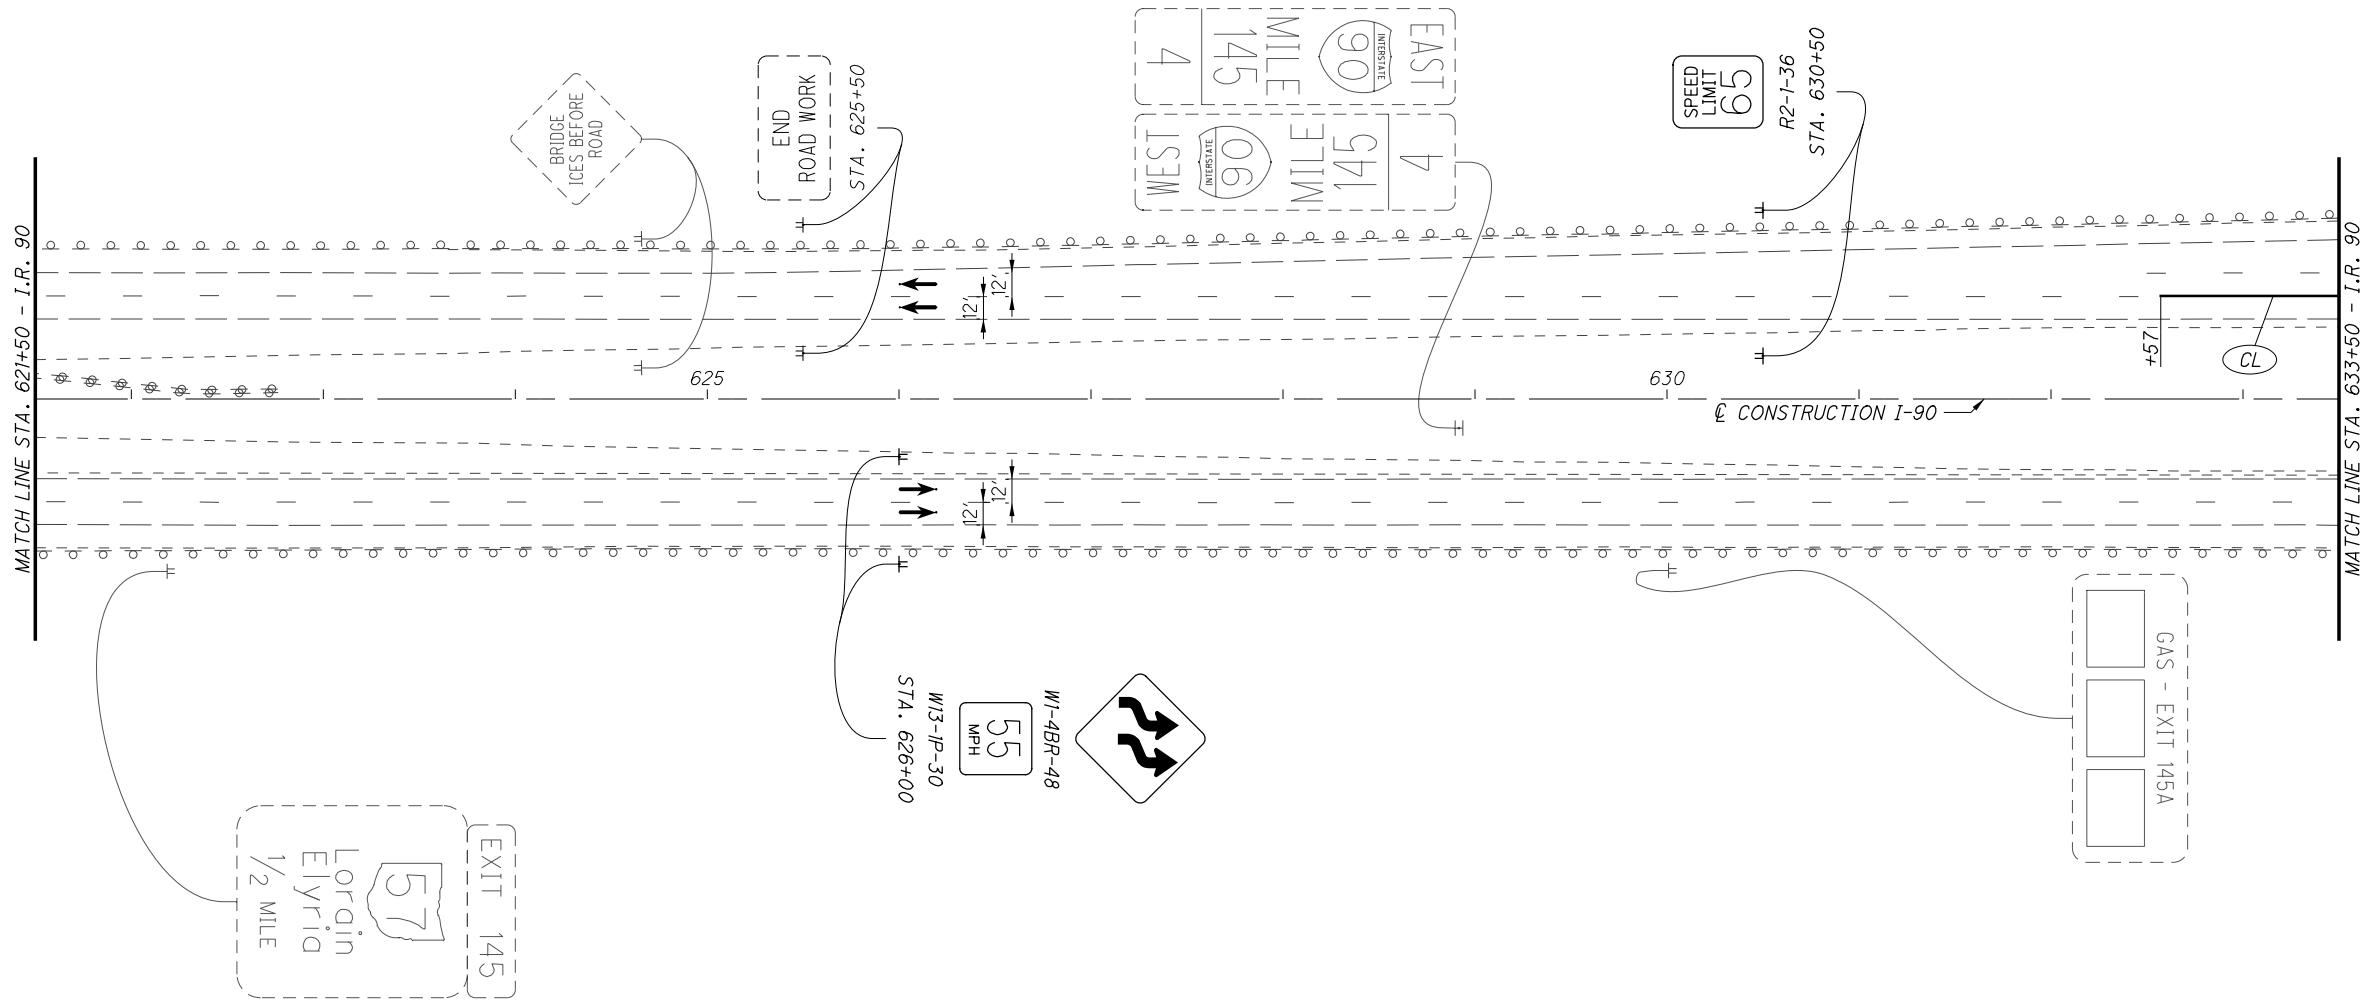 MATCH LINE STA. 621+50 - I.R. 90
BRIDGE
ICES BEFORE
ROAD
END
ROAD WORK
STA. 625+50
EAST
INTERSTATE
90
MILE
145
4
WEST
INTERSTATE
90
MILE
145
4
SPEED
LIMIT
65
R2-1-36
STA. 630+50
12'
12'
625
630
+57
CL
℄ CONSTRUCTION I-90
12'
12'
W1-4BR-48
55
MPH
W13-1P-30
STA. 626+00
GAS - EXIT 145A
EXIT 145
57
Lorain
Elyria
1/2 MILE
MATCH LINE STA. 633+50 - I.R. 90